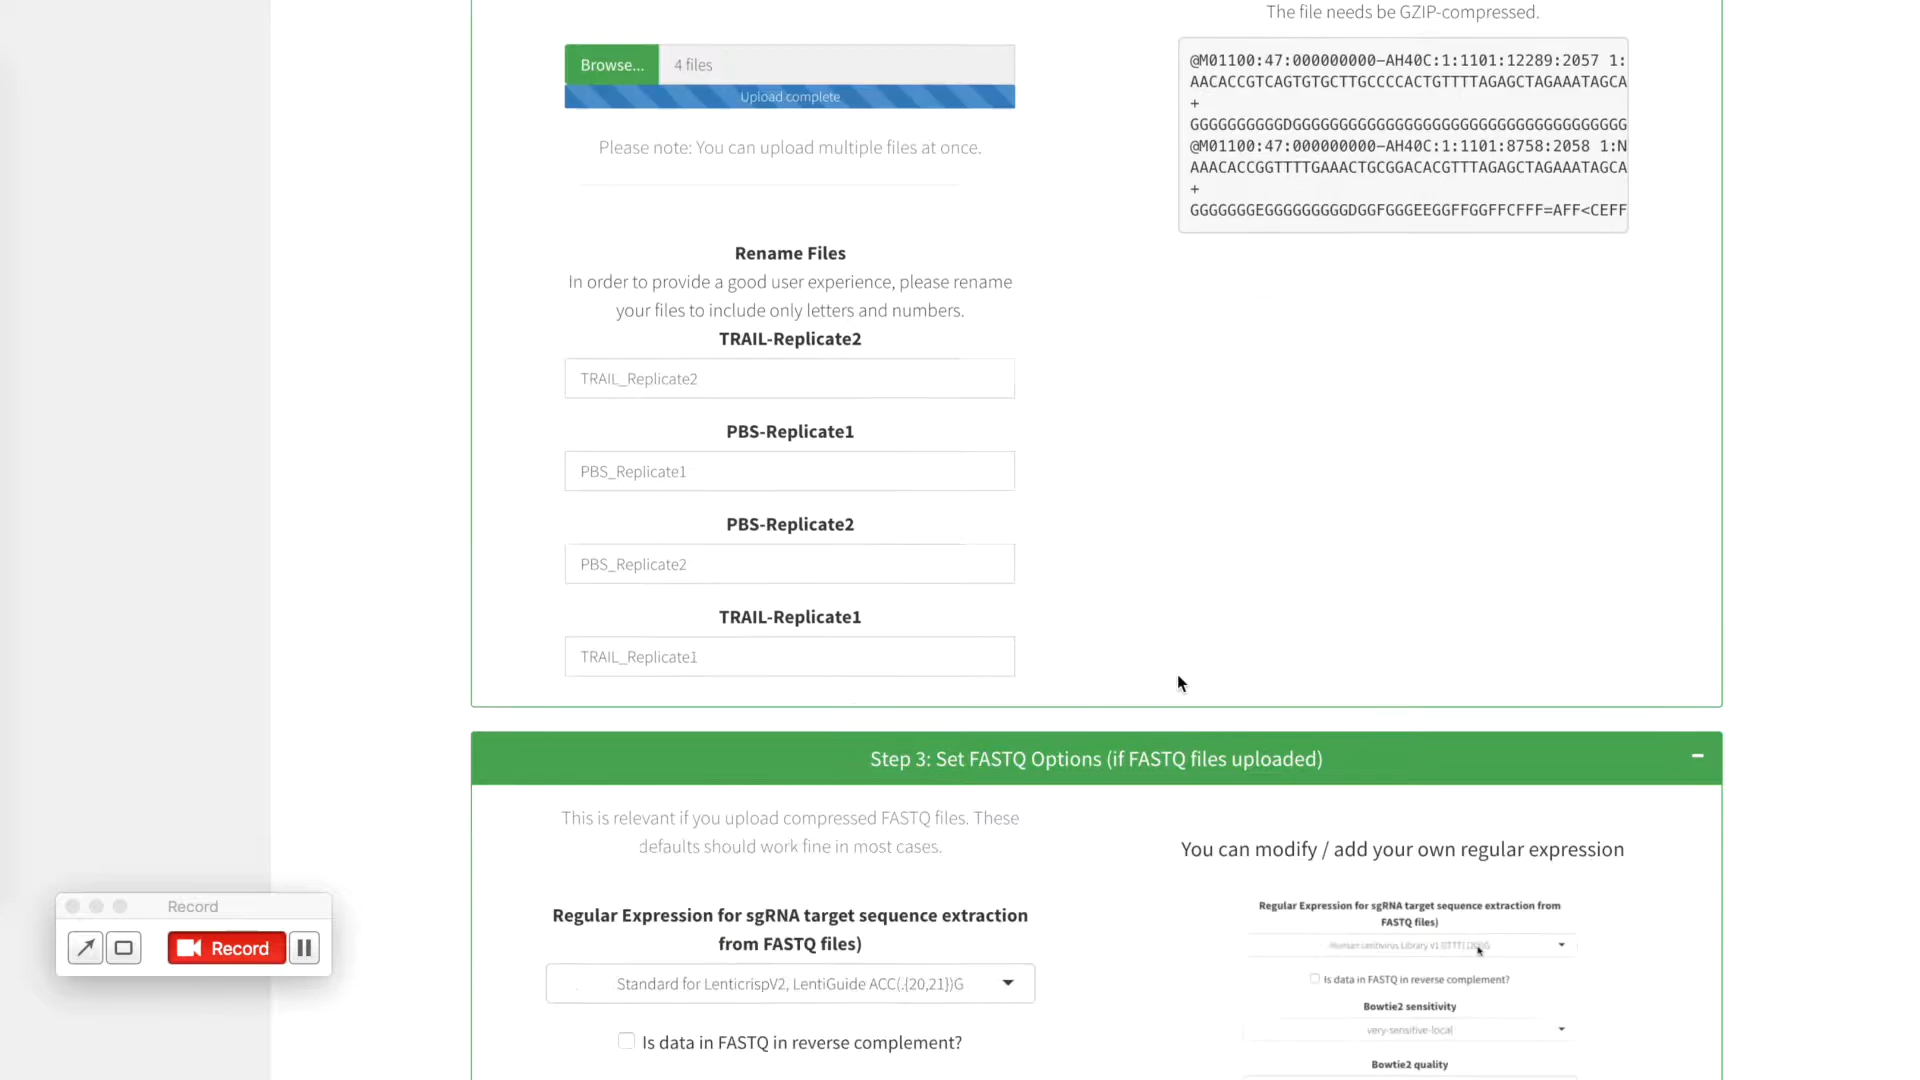 The file needs be GZIP-compressed.
Browse... 4 files
Upload complete
Please note: You can upload multiple files at once.
@M01100:47:000000000-AH40C:1:1101:12289:2057 1:
AACACCGTCAGTGTGCTTGCCCCACTGTTTTAGAGCTAGAAATAGCA
+
GGGGGGGGGGDGGGGGGGGGGGGGGGGGGGGGGGGGGGGGGGGGGGG
@M01100:47:000000000-AH40C:1:1101:8758:2058 1:N
AAACACCGGTTTTGAAACTGCGGACACGTTTAGAGCTAGAAATAGCA
+
GGGGGGGEGGGGGGGGGDGGFGGGEEGGFFGGFFCFFF=AFF<CEFF
Rename Files
In order to provide a good user experience, please rename
your files to include only letters and numbers.
TRAIL-Replicate2
TRAIL_Replicate2
PBS-Replicate1
PBS_Replicate1
PBS-Replicate2
PBS_Replicate2
TRAIL-Replicate1
TRAIL_Replicate1
Step 3: Set FASTQ Options (if FASTQ files uploaded)
This is relevant if you upload compressed FASTQ files. These
defaults should work fine in most cases.
Regular Expression for sgRNA target sequence extraction
from FASTQ files)
Standard for LenticrispV2, LentiGuide ACC(.{20,21})G
Is data in FASTQ in reverse complement?
You can modify / add your own regular expression
Regular Expression for sgRNA target sequence extraction from
FASTQ files)
Human Lentivirus Library V1
Is data in FASTQ in reverse complement?
Bowtie2 sensitivity
very-sensitive-local
Bowtie2 quality
Record
Record